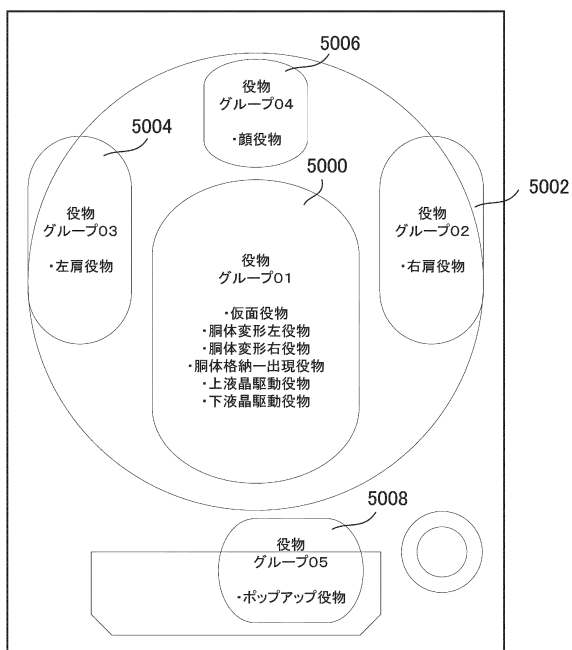 5006
役物
グループ04
・顔役物
5004
役物
グループ03
・左肩役物
5000
役物
グループ01
・仮面役物
・胴体変形左役物
・胴体変形右役物
・胴体格納ー出現役物
・上液晶駆動役物
・下液晶駆動役物
5002
役物
グループ02
・右肩役物
5008
役物
グループ05
・ポップアップ役物